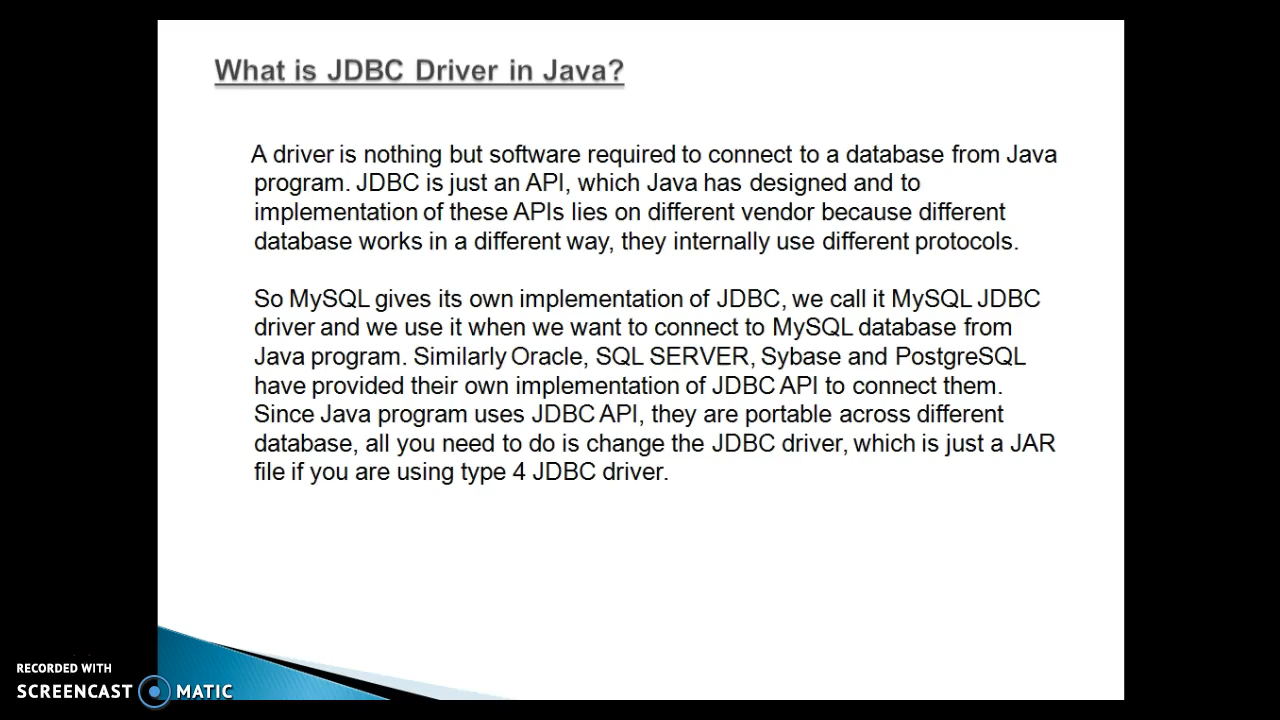 What is JDBC Driver in Java?
A driver is nothing but software required to connect to a database from Java
program. JDBC is just an API, which Java has designed and to
implementation of these APIs lies on different vendor because different
database works in a different way, they internally use different protocols.
So MySQL gives its own implementation of JDBC, we call it MySQL JDBC
driver and we use it when we want to connect to MySQL database from
Java program. Similarly Oracle, SQL SERVER, Sybase and PostgreSQL
have provided their own implementation of JDBC API to connect them.
Since Java program uses JDBC API, they are portable across different
database, all you need to do is change the JDBC driver, which is just a JAR
file if you are using type 4 JDBC driver.
RECORDED WITH
SCREENCAST MATIC